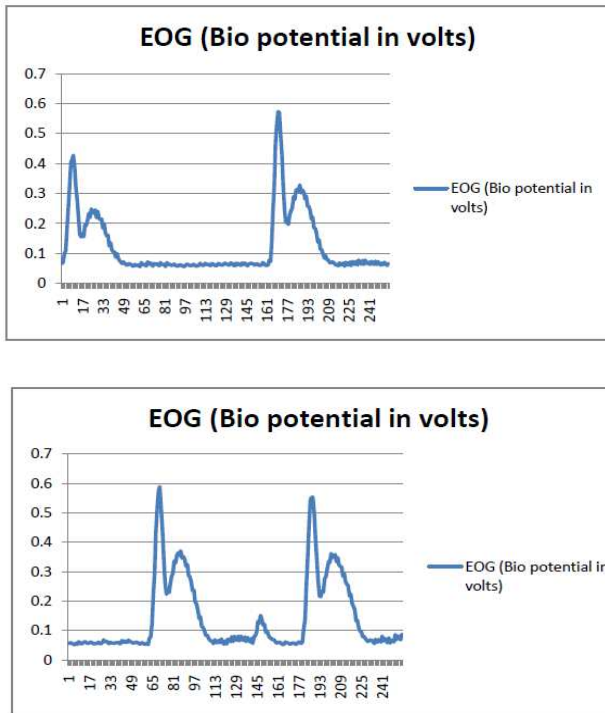 EOG (Bio potential in volts)
0.7
0.6
0.5
0.4
0.3
0.2
0.1
0
EOG (Bio potential in
volts)
1 17 33 49 65 81 97 113 129 145 161 177 193 209 225 241
EOG (Bio potential in volts)
0.7
0.6
0.5
0.4
0.3
0.2
0.1
0
EOG (Bio potential in
volts)
1 17 33 49 65 81 97 113 129 145 161 177 193 209 225 241